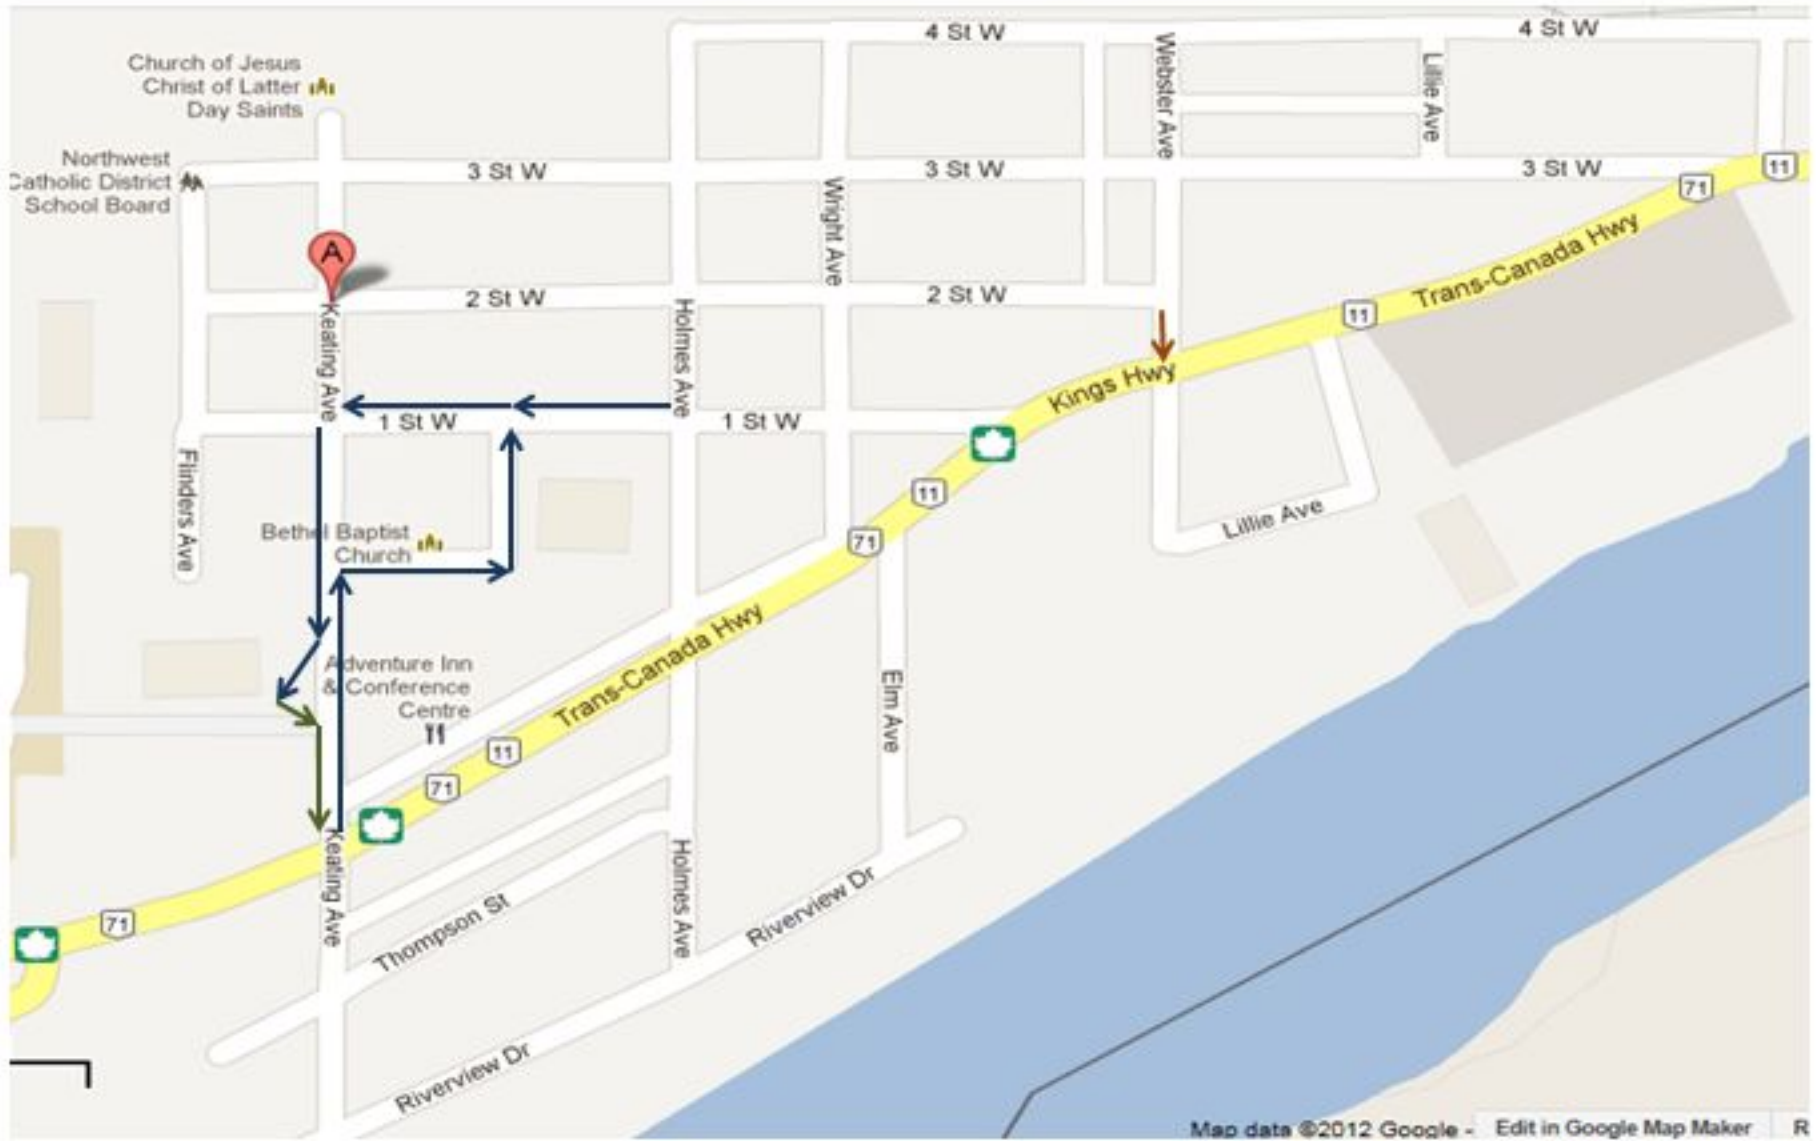 4 St W
4 St W
Church of Jesus
Christ of Latter
Day Saints
Webster Ave
Lillie Ave
Northwest
Catholic District
School Board
3 St W
3 St W
3 St W
11
71
Wright Ave
A
Trans-Canada Hwy
2 St W
2 St W
11
Keating Ave
Holmes Ave
Kings Hwy
1 St W
1 St W
Flinders Ave
11
Lillie Ave
Bethel Baptist
Church
71
Trans-Canada Hwy
Adventure Inn
& Conference
Centre
Elm Ave
11
71
Keating Ave
Holmes Ave
Thompson St
Riverview Dr
71
Riverview Dr
Map data ©2012 Google -
Edit in Google Map Maker
R